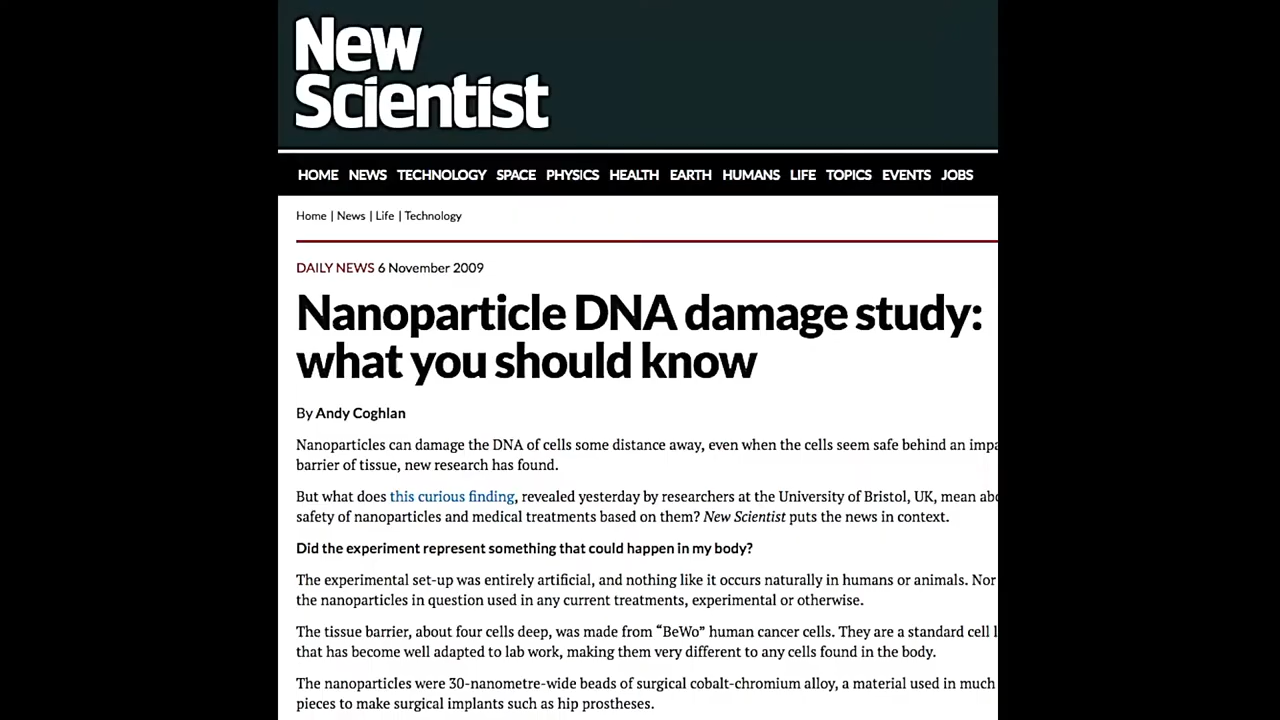 New
Scientist
HOME NEWS TECHNOLOGY SPACE PHYSICS HEALTH EARTH HUMANS LIFE TOPICS EVENTS JOBS
Home | News | Life | Technology
DAILY NEWS 6 November 2009
Nanoparticle DNA damage study:
what you should know
By Andy Coghlan
Nanoparticles can damage the DNA of cells some distance away, even when the cells seem safe behind an
barrier of tissue, new research has found.
But what does this curious finding, revealed yesterday by researchers at the University of Bristol, UK, mean
safety of nanoparticles and medical treatments based on them? New Scientist puts the news in context.
Did the experiment represent something that could happen in my body?
The experimental set-up was entirely artificial, and nothing like it occurs naturally in humans or animals. Nor
the nanoparticles in question used in any current treatments, experimental or otherwise.
The tissue barrier, about four cells deep, was made from “BeWo” human cancer cells. They are a standard cell
that has become well adapted to lab work, making them very different to any cells found in the body.
The nanoparticles were 30-nanometre-wide beads of surgical cobalt-chromium alloy, a material used in much
pieces to make surgical implants such as hip prostheses.